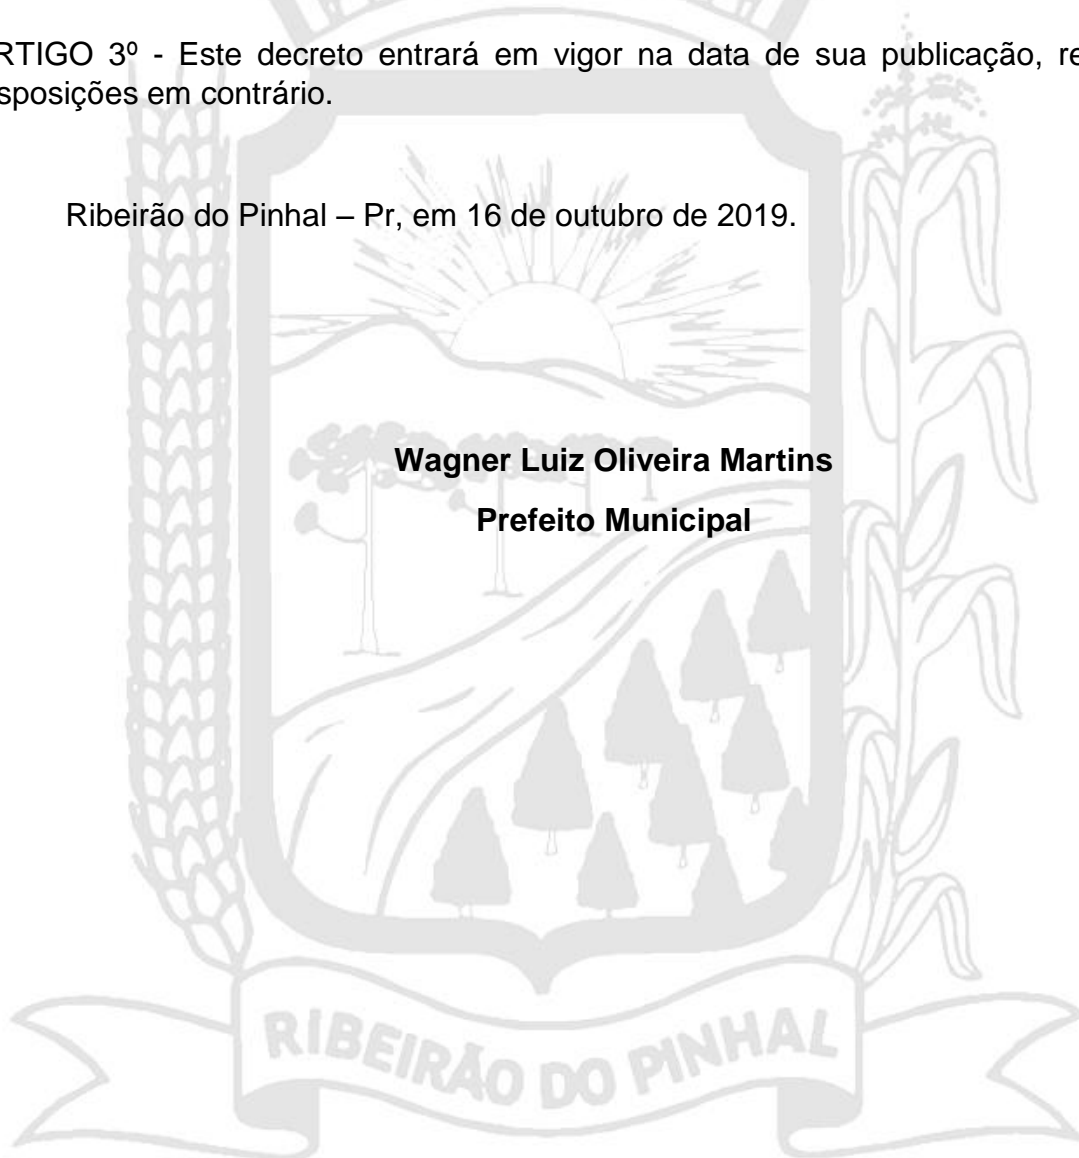 RTIGO 3º - Este decreto entrará em vigor na data de sua publicação, re
sposições em contrário.
Ribeirão do Pinhal – Pr, em 16 de outubro de 2019.
Wagner Luiz Oliveira Martins
Prefeito Municipal
RIBEIRÃO DO PINHAL